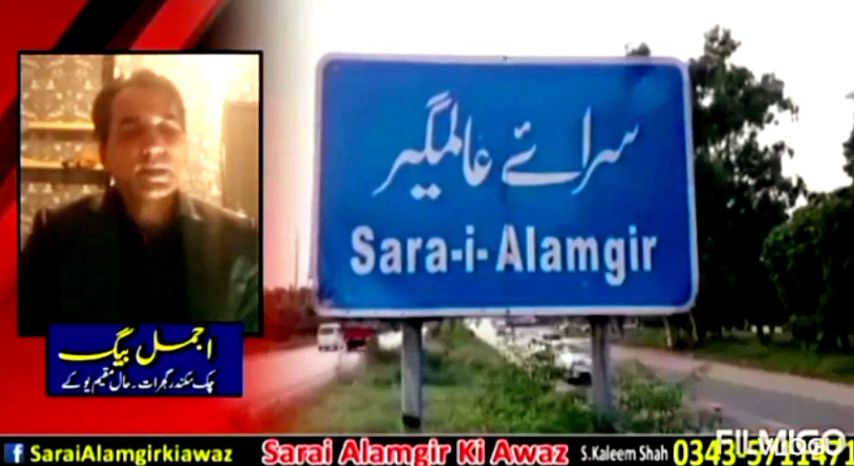 سرائے عالمگیر
Sara-i-Alamgir
اجمل بیگ
چک سکندر گجرات۔حال مقیم یو کے
SaraiAlamgirkiawaz Sarai Alamgir Ki Awaz S.Kaleem Shah
FILMIGO